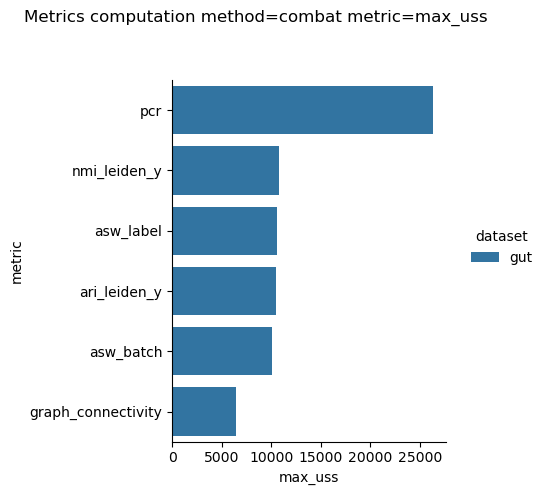 Metrics computation method=combat metric=max_uss
pcr
nmi_leiden_y
asw_label
ari_leiden_y
asw_batch
graph_connectivity
metric
0 5000 10000 15000 20000 25000
max_uss
dataset
gut